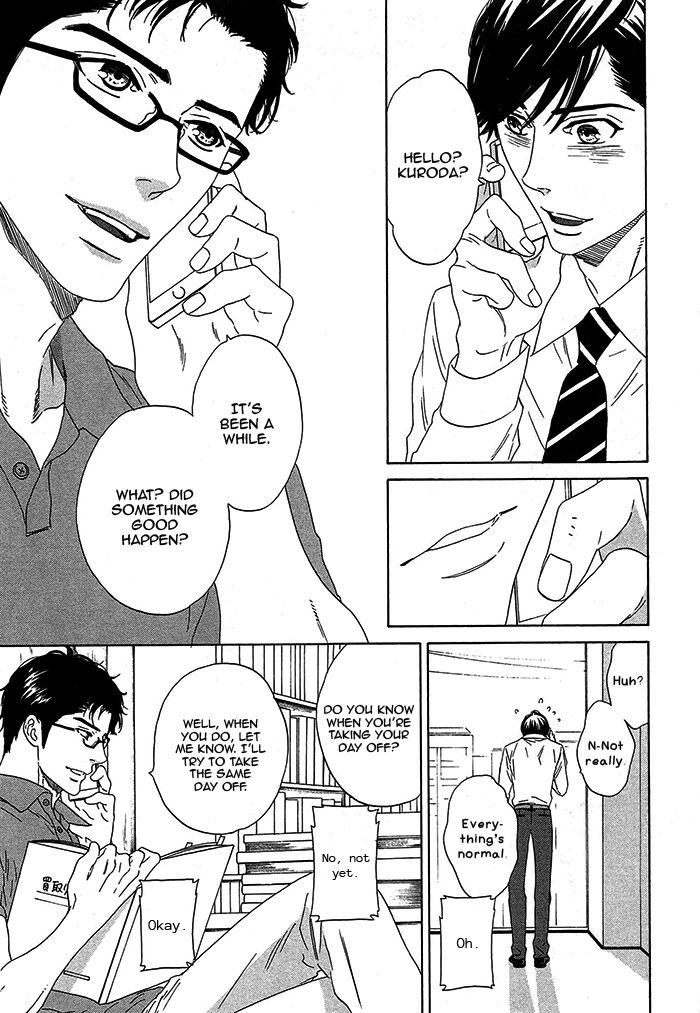 HELLO?
KURODA?
IT'S
BEEN A
WHILE.
WHAT? DID
SOMETHING
GOOD
HAPPEN?
Huh?
N-Not
really.
Every-
thing's
normal.
Oh.
DO YOU KNOW
WHEN YOU'RE
TAKING YOUR
DAY OFF?
No, not
yet.
WELL, WHEN
YOU DO, LET
ME KNOW. I'LL
TRY TO TAKE
THE SAME
DAY OFF.
Okay.
買取